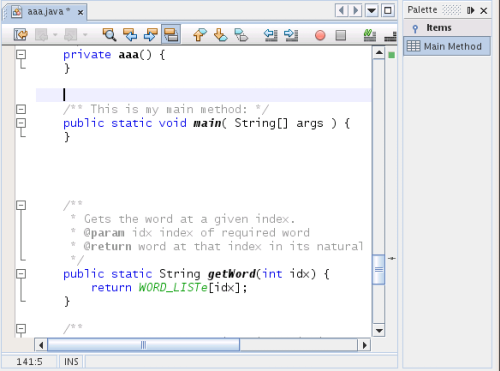 aaa.java *
Palette
Items
Main Method
private aaa() {
}
/** This is my main method: */
public static void main( String[] args ) {
}
/**
* Gets the word at a given index.
* @param idx index of required word
* @return word at that index in its natural
*/
public static String getWord(int idx) {
return WORD_LISTe[idx];
}
/**
141:5 INS